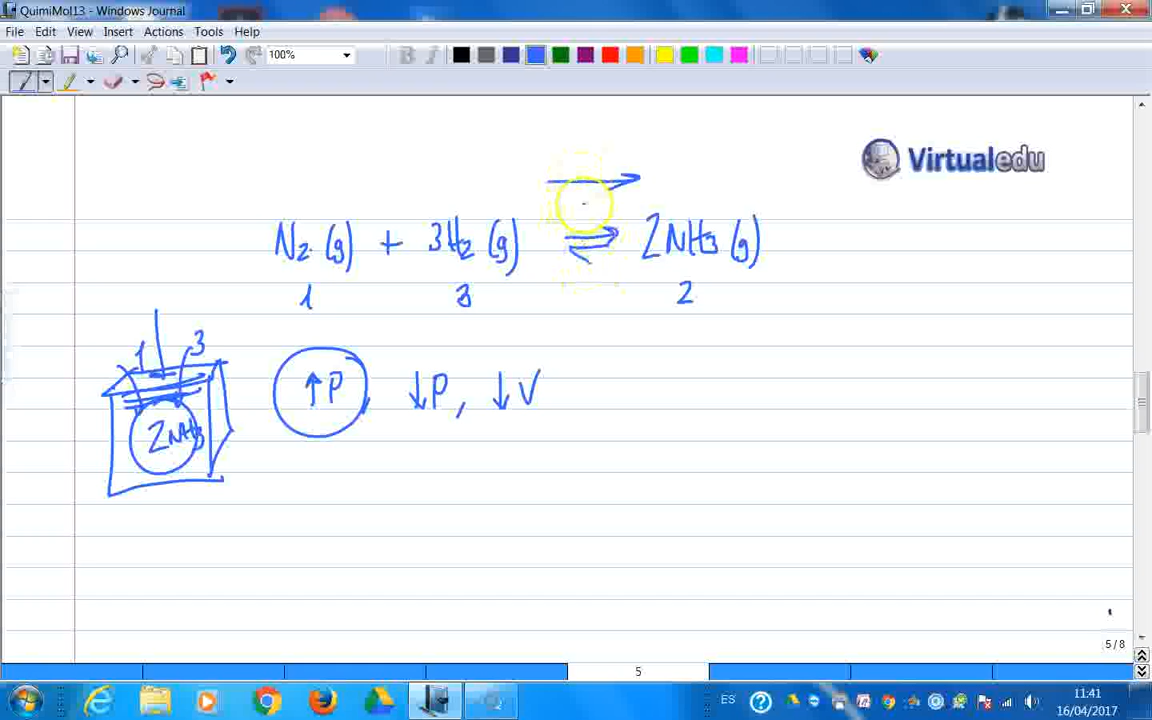 QuimiMol13 - Windows Journal
File Edit View Insert Actions Tools Help
100%
Virtualedu
N2 (g) + 3H2 (g) ⇌ 2NH3 (g)
1 3 2
1 3
2NH3
↑P ↓P, ↓V
5 / 8
5
ES
11:41
16/04/2017